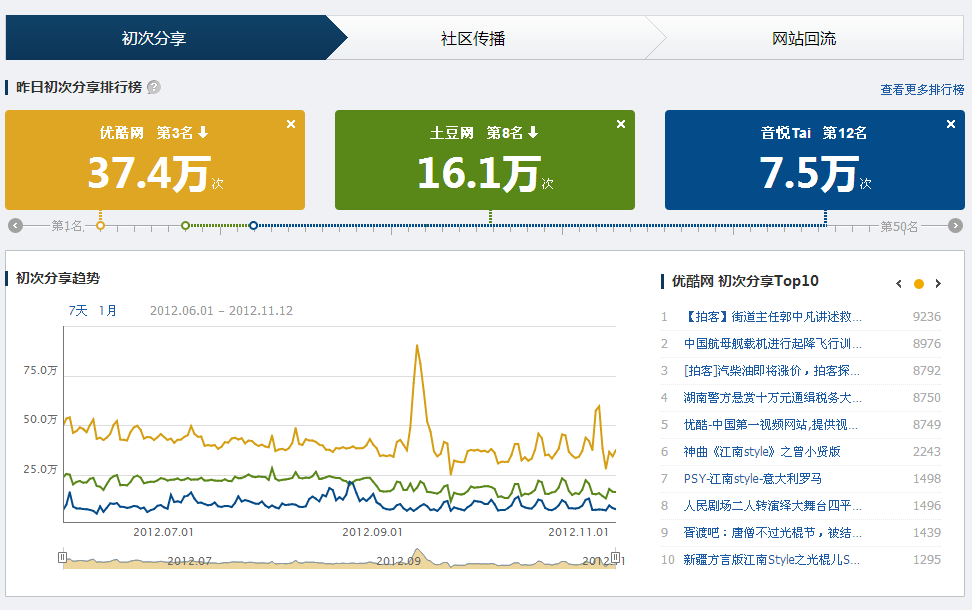 初次分享
社区传播
网站回流
昨日初次分享排行榜 ?
查看更多排行榜
优酷网 第3名
37.4万次
土豆网 第8名
16.1万次
音悦Tai 第12名
7.5万次
第1名
第50名
初次分享趋势
7天 1月 2012.06.01 - 2012.11.12
75.0万
50.0万
25.0万
2012.07.01 2012.09.01 2012.11.01
2012.07 2012.09 2012.11
优酷网 初次分享Top10
1 【拍客】街道主任郭中凡讲述救... 9236
2 中国航母舰载机进行起降飞行训... 8976
3 [拍客]汽柴油即将涨价，拍客探... 8792
4 湖南警方悬赏十万元通缉税务大... 8750
5 优酷-中国第一视频网站,提供视... 8749
6 神曲《江南style》之曾小贤版 2243
7 PSY-江南style-意大利罗马 1498
8 人民剧场二人转演绎大舞台四平... 1496
9 胥渡吧：唐僧不过光棍节，被结... 1439
10 新疆方言版江南Style之光棍儿S... 1295